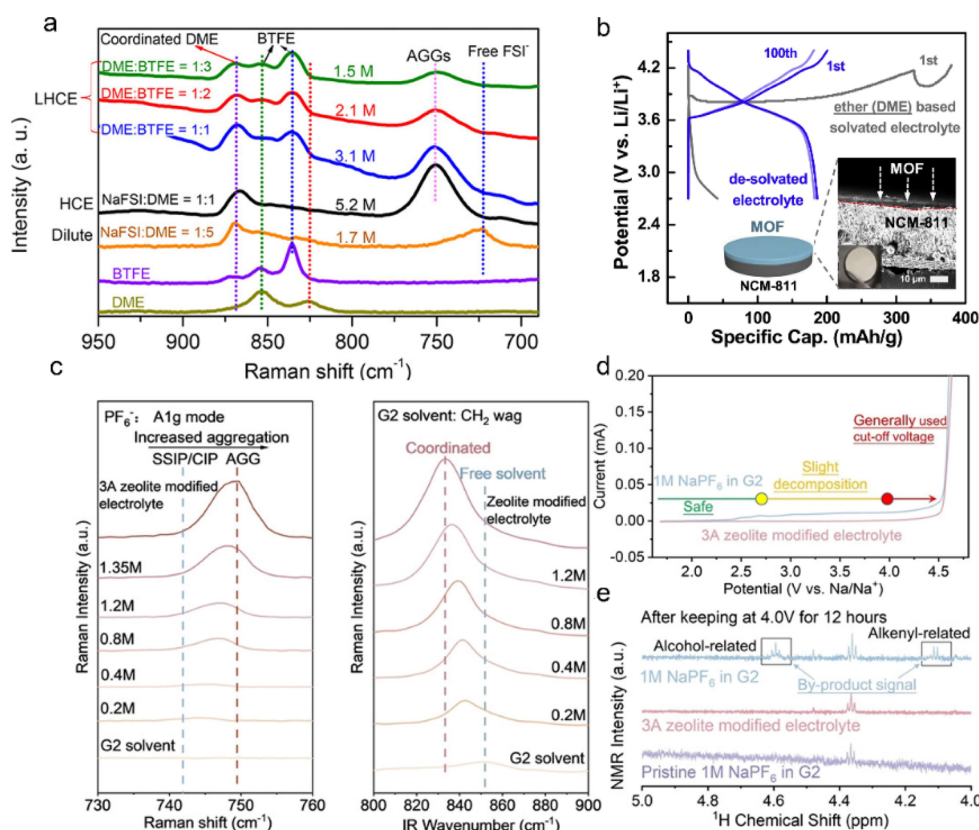 a
Coordinated DME
BTFE
AGGs
Free FSI-
DME:BTFE = 1:3
1.5 M
LHCE
DME:BTFE = 1:2
2.1 M
DME:BTFE = 1:1
3.1 M
HCE
NaFSI:DME = 1:1
5.2 M
Dilute
NaFSI:DME = 1:5
1.7 M
BTFE
DME
Intensity (a. u.)
950
900
850
800
750
700
Raman shift (cm-1)
b
100th
1st
1st
ether (DME) based
solvated electrolyte
de-solvated
electrolyte
MOF
NCM-811
MOF
NCM-811
10 μm
Potential (V vs. Li/Li+)
4.8
4.2
3.6
3.0
2.4
1.8
0
100
200
300
400
Specific Cap. (mAh/g)
c
PF6-: A1g mode
Increased aggregation
SSIP/CIP AGG
3A zeolite modified
electrolyte
1.35M
1.2M
0.8M
0.4M
0.2M
G2 solvent
Raman Intensity (a.u.)
730
740
750
760
Raman shift (cm-1)
G2 solvent: CH2 wag
Coordinated
Free solvent
Zeolite modified
electrolyte
1.2M
0.8M
0.4M
0.2M
G2 solvent
Raman Intensity (a.u.)
800
820
840
860
880
900
IR Wavenumber (cm-1)
d
Generally used
cut-off voltage
1M NaPF6 in G2
Slight
decomposition
Safe
3A zeolite modified electrolyte
Current (mA)
0.20
0.15
0.10
0.05
0.00
-0.05
2.0
2.5
3.0
3.5
4.0
4.5
5.0
Potential (V vs. Na/Na+)
e
After keeping at 4.0V for 12 hours
Alcohol-related
Alkenyl-related
By-product signal
1M NaPF6 in G2
3A zeolite modified electrolyte
Pristine 1M NaPF6 in G2
NMR Intensity (a.u.)
5.0
4.8
4.6
4.4
4.2
4.0
1H Chemical Shift (ppm)